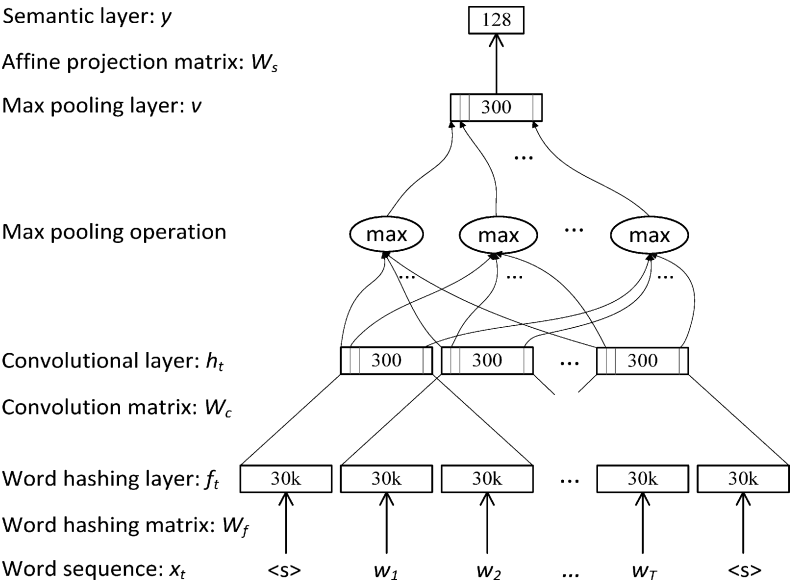 Semantic layer: y 128
Affine projection matrix: Ws
Max pooling layer: v 300
...
Max pooling operation max max ... max
... ... ...
Convolutional layer: ht 300 300 ... 300
Convolution matrix: Wc
Word hashing layer: ft 30k 30k 30k ... 30k 30k
Word hashing matrix: Wf
Word sequence: xt <s> w1 w2 ... wT <s>